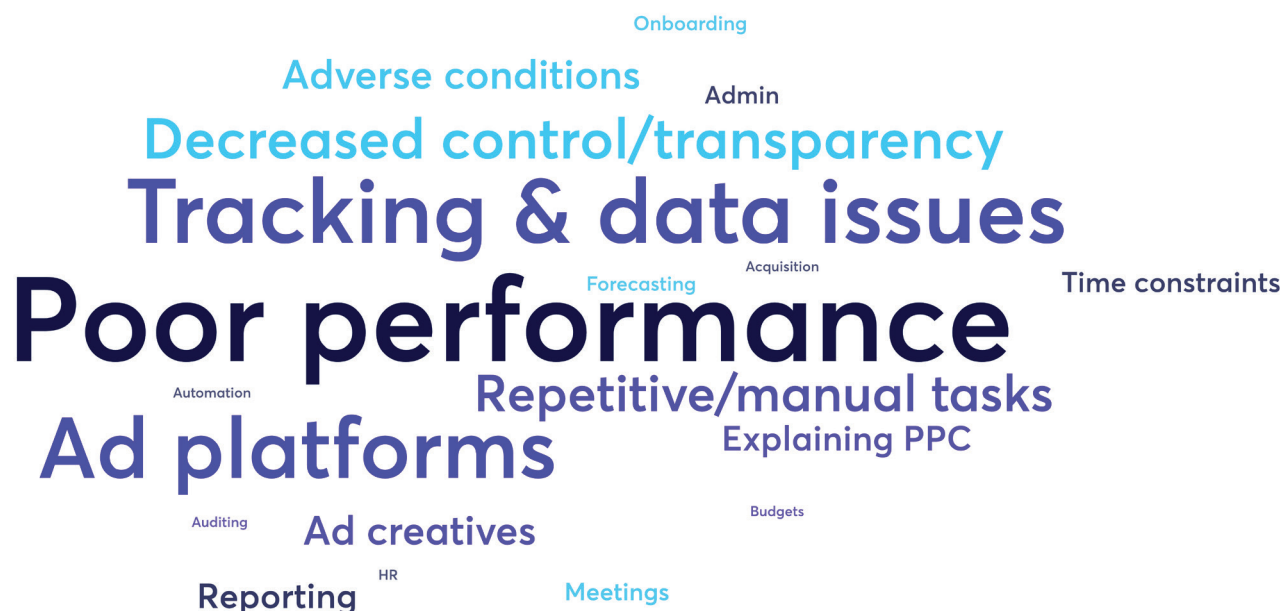 Onboarding
Adverse conditions
Admin
Decreased control/transparency
Tracking & data issues
Acquisition
Forecasting
Time constraints
Poor performance
Automation
Repetitive/manual tasks
Explaining PPC
Ad platforms
Budgets
Auditing
Ad creatives
HR
Reporting
Meetings